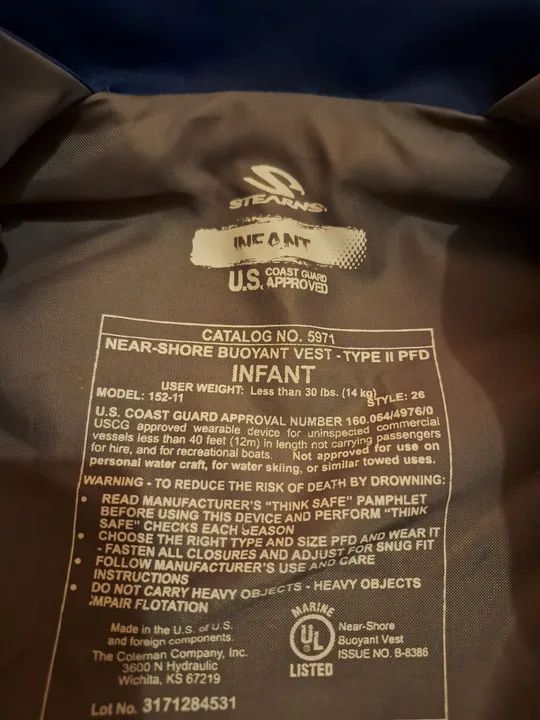 STEARNS®
INFANT
U.S. COAST GUARD APPROVED
CATALOG NO. 5971
NEAR-SHORE BUOYANT VEST - TYPE II PFD
INFANT
USER WEIGHT: Less than 30 lbs. (14 kg)
MODEL: 152-11 STYLE: 26
U.S. COAST GUARD APPROVAL NUMBER 160.064/4976/0
USCG approved wearable device for uninspected commercial
vessels less than 40 feet (12m) in length not carrying passengers
for hire, and for recreational boats. Not approved for use on
personal water craft, for water skiing, or similar towed uses.
WARNING - TO REDUCE THE RISK OF DEATH BY DROWNING:
• READ MANUFACTURER'S "THINK SAFE" PAMPHLET
BEFORE USING THIS DEVICE AND PERFORM "THINK
SAFE" CHECKS EACH SEASON
• CHOOSE THE RIGHT TYPE AND SIZE PFD AND WEAR IT
- FASTEN ALL CLOSURES AND ADJUST FOR SNUG FIT
• FOLLOW MANUFACTURER'S USE AND CARE
INSTRUCTIONS
• DO NOT CARRY HEAVY OBJECTS - HEAVY OBJECTS
IMPAIR FLOTATION
Made in the U.S. of U.S.
and foreign components.
The Coleman Company, Inc.
3600 N Hydraulic
Wichita, KS 67219
Lot No. 3171284531
MARINE
UL
LISTED
Near-Shore
Buoyant Vest
ISSUE NO. B-8386